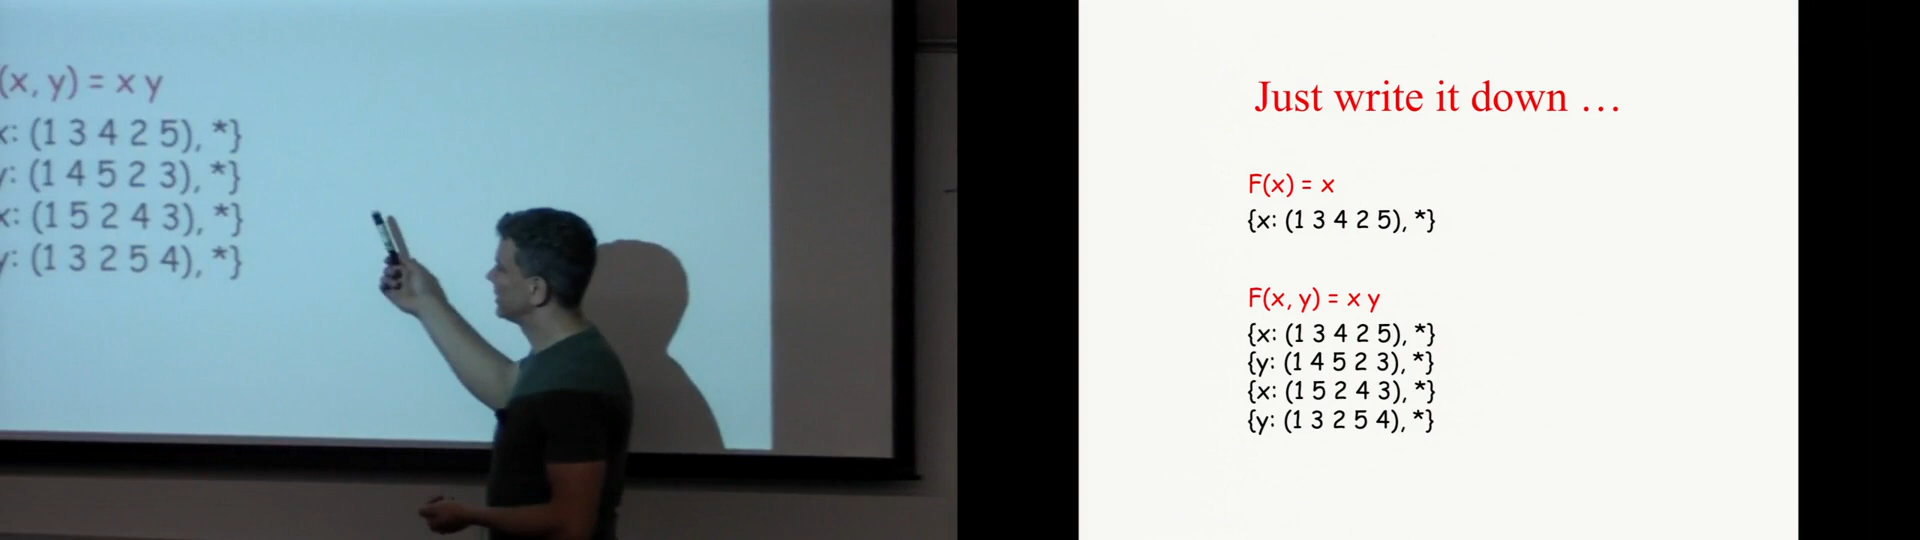 (x, y) = x y
x: (1 3 4 2 5), *}
y: (1 4 5 2 3), *}
x: (1 5 2 4 3), *}
y: (1 3 2 5 4), *}
Just write it down …
F(x) = x
{x: (1 3 4 2 5), *}
F(x, y) = x y
{x: (1 3 4 2 5), *}
{y: (1 4 5 2 3), *}
{x: (1 5 2 4 3), *}
{y: (1 3 2 5 4), *}